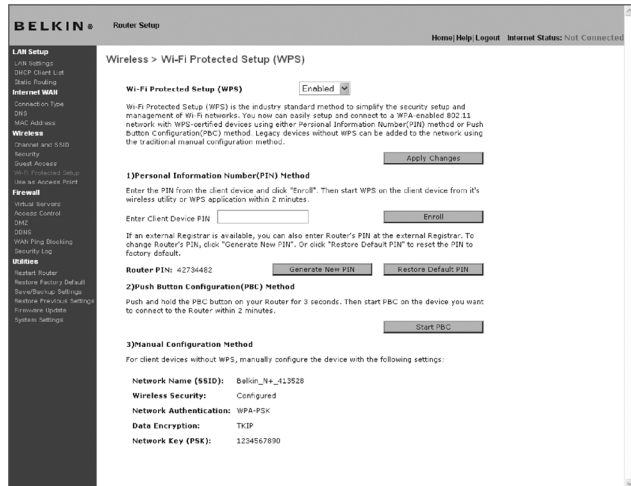 BELKIN
Router Setup
Home|Help|Logout Internet Status: Not Connected
LAN Setup
LAN Settings
DHCP Client List
Static Routing
Internet WAN
Connection Type
DNS
MAC Address
Wireless
Channel and SSID
Security
Guest Access
Wi-Fi Protected Setup
Use as Access Point
Firewall
Virtual Servers
Access Control
DMZ
DDNS
WAN Ping Blocking
Security Log
Utilities
Restart Router
Restore Factory Default
Save/Backup Settings
Restore Previous Settings
Firmware Update
System Settings
Wireless > Wi-Fi Protected Setup (WPS)
Wi-Fi Protected Setup (WPS) Enabled
Wi-Fi Protected Setup (WPS) is the industry standard method to simplify the security setup and
management of Wi-Fi networks. You now can easily setup and connect to a WPA-enabled 802.11
network with WPS-certified devices using either Personal Information Number(PIN) method or Push
Button Configuration(PBC) method. Legacy devices without WPS can be added to the network using
the traditional manual configuration method.
Apply Changes
1)Personal Information Number(PIN) Method
Enter the PIN from the client device and click "Enroll". Then start WPS on the client device from it's
wireless utility or WPS application within 2 minutes.
Enter Client Device PIN Enroll
If an external Registrar is available, you can also enter Router's PIN at the external Registrar. To
change Router's PIN, click "Generate New PIN". Or click "Restore Default PIN" to reset the PIN to
factory default.
Router PIN: 42734482 Generate New PIN Restore Default PIN
2)Push Button Configuration(PBC) Method
Push and hold the PBC button on your Router for 3 seconds. Then start PBC on the device you want
to connect to the Router within 2 minutes.
Start PBC
3)Manual Configuration Method
For client devices without WPS, manually configure the device with the following settings:
Network Name (SSID): Belkin_N+_413528
Wireless Security: Configured
Network Authentication: WPA-PSK
Data Encryption: TKIP
Network Key (PSK): 1234567890